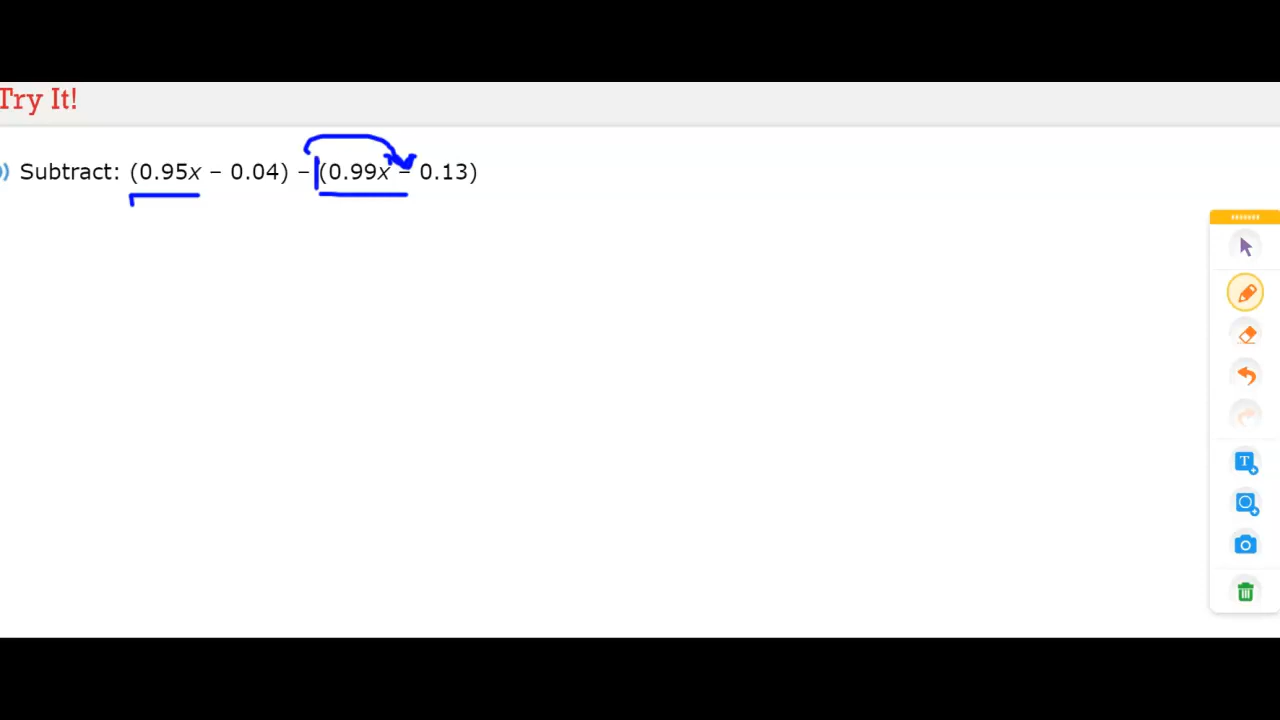 Try It!
Subtract: (0.95x – 0.04) – (0.99x – 0.13)
T